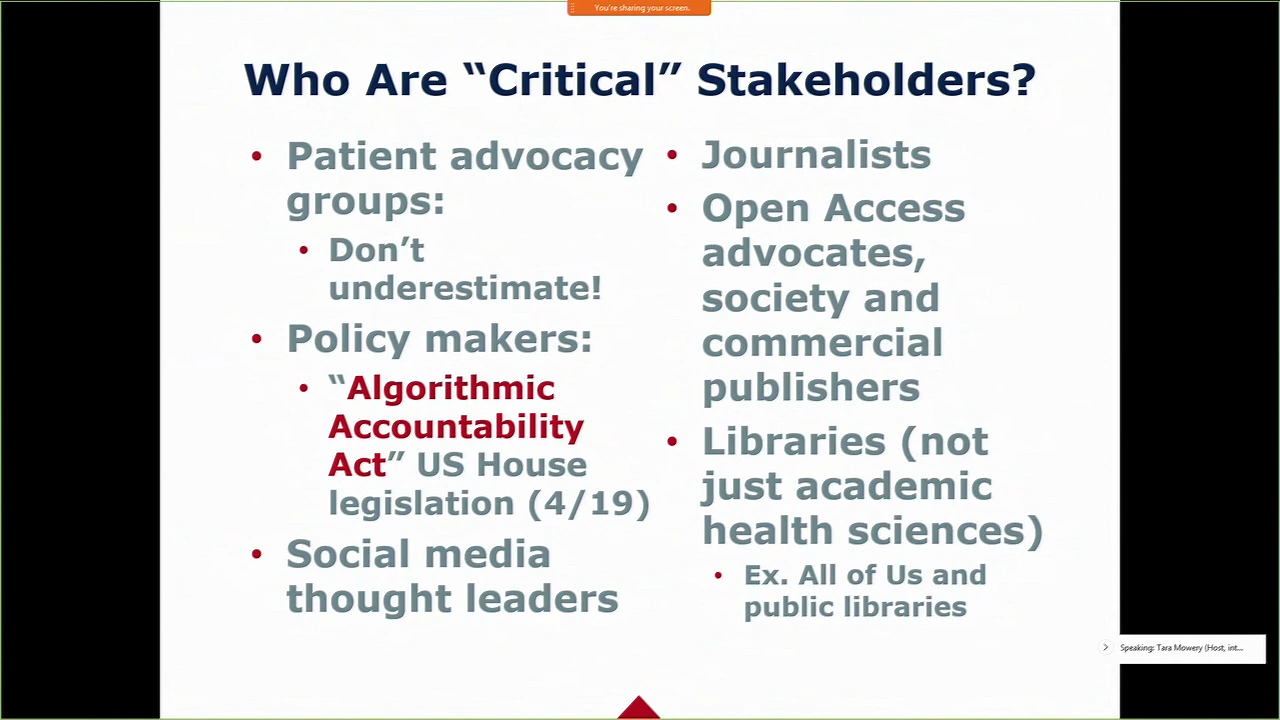 You're sharing your screen.
Who Are “Critical” Stakeholders?
• Patient advocacy
groups:
• Don’t
underestimate!
• Policy makers:
• “Algorithmic
Accountability
Act” US House
legislation (4/19)
• Social media
thought leaders
• Journalists
• Open Access
advocates,
society and
commercial
publishers
• Libraries (not
just academic
health sciences)
• Ex. All of Us and
public libraries
Speaking: Tara Mowery (Host, int...